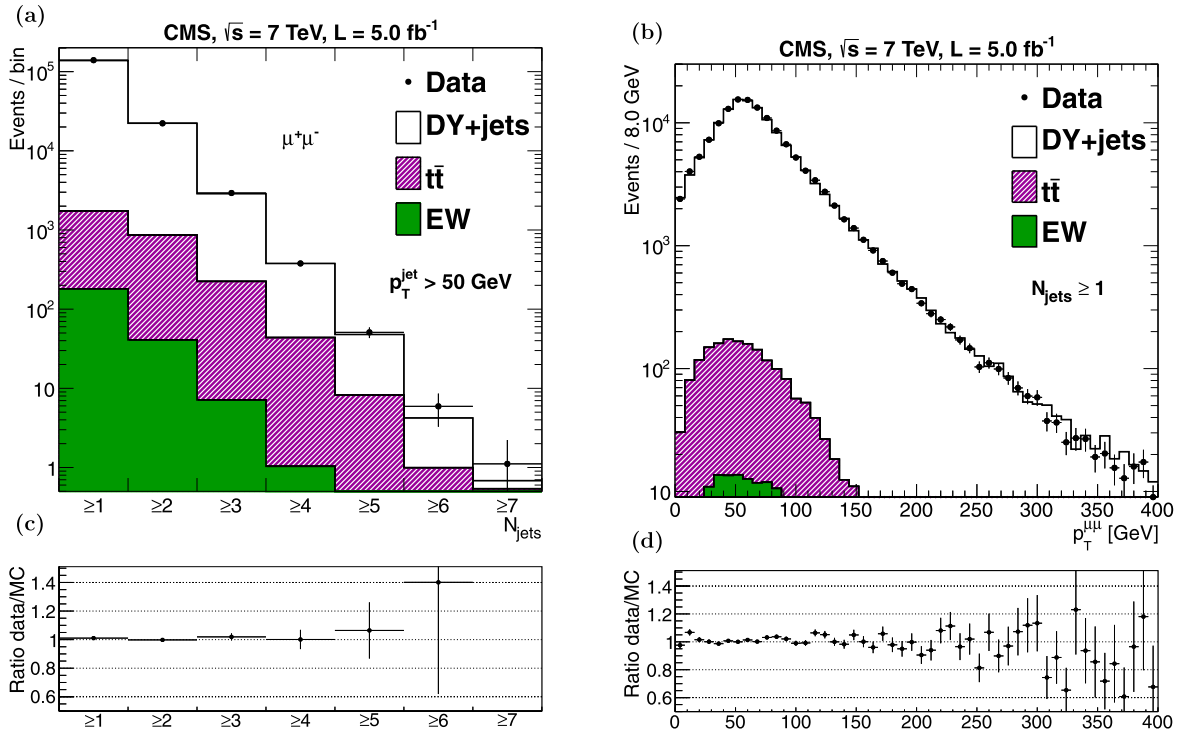 (a)
CMS, √s = 7 TeV, L = 5.0 fb⁻¹
Events / bin
10⁵
10⁴
10³
10²
10
1
Data
DY+jets
tt̄
EW
μ⁺μ⁻
p_T^jet > 50 GeV
≥1 ≥2 ≥3 ≥4 ≥5 ≥6 ≥7
N_jets
(b)
CMS, √s = 7 TeV, L = 5.0 fb⁻¹
Events / 8.0 GeV
10⁴
10³
10²
10
Data
DY+jets
tt̄
EW
N_jets ≥ 1
0 50 100 150 200 250 300 350 400
p_T^μμ [GeV]
(c)
Ratio data/MC
1.4
1.2
1
0.8
0.6
≥1 ≥2 ≥3 ≥4 ≥5 ≥6 ≥7
(d)
Ratio data/MC
1.4
1.2
1
0.8
0.6
0 50 100 150 200 250 300 350 400